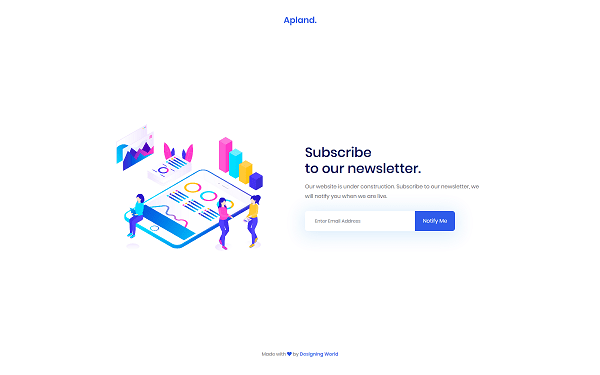 Apland.
Subscribe
to our newsletter.
Our website is under construction. Subscribe to our newsletter, we
will notify you when we are live.
Enter Email Address
Notify Me
Made with by Designing World